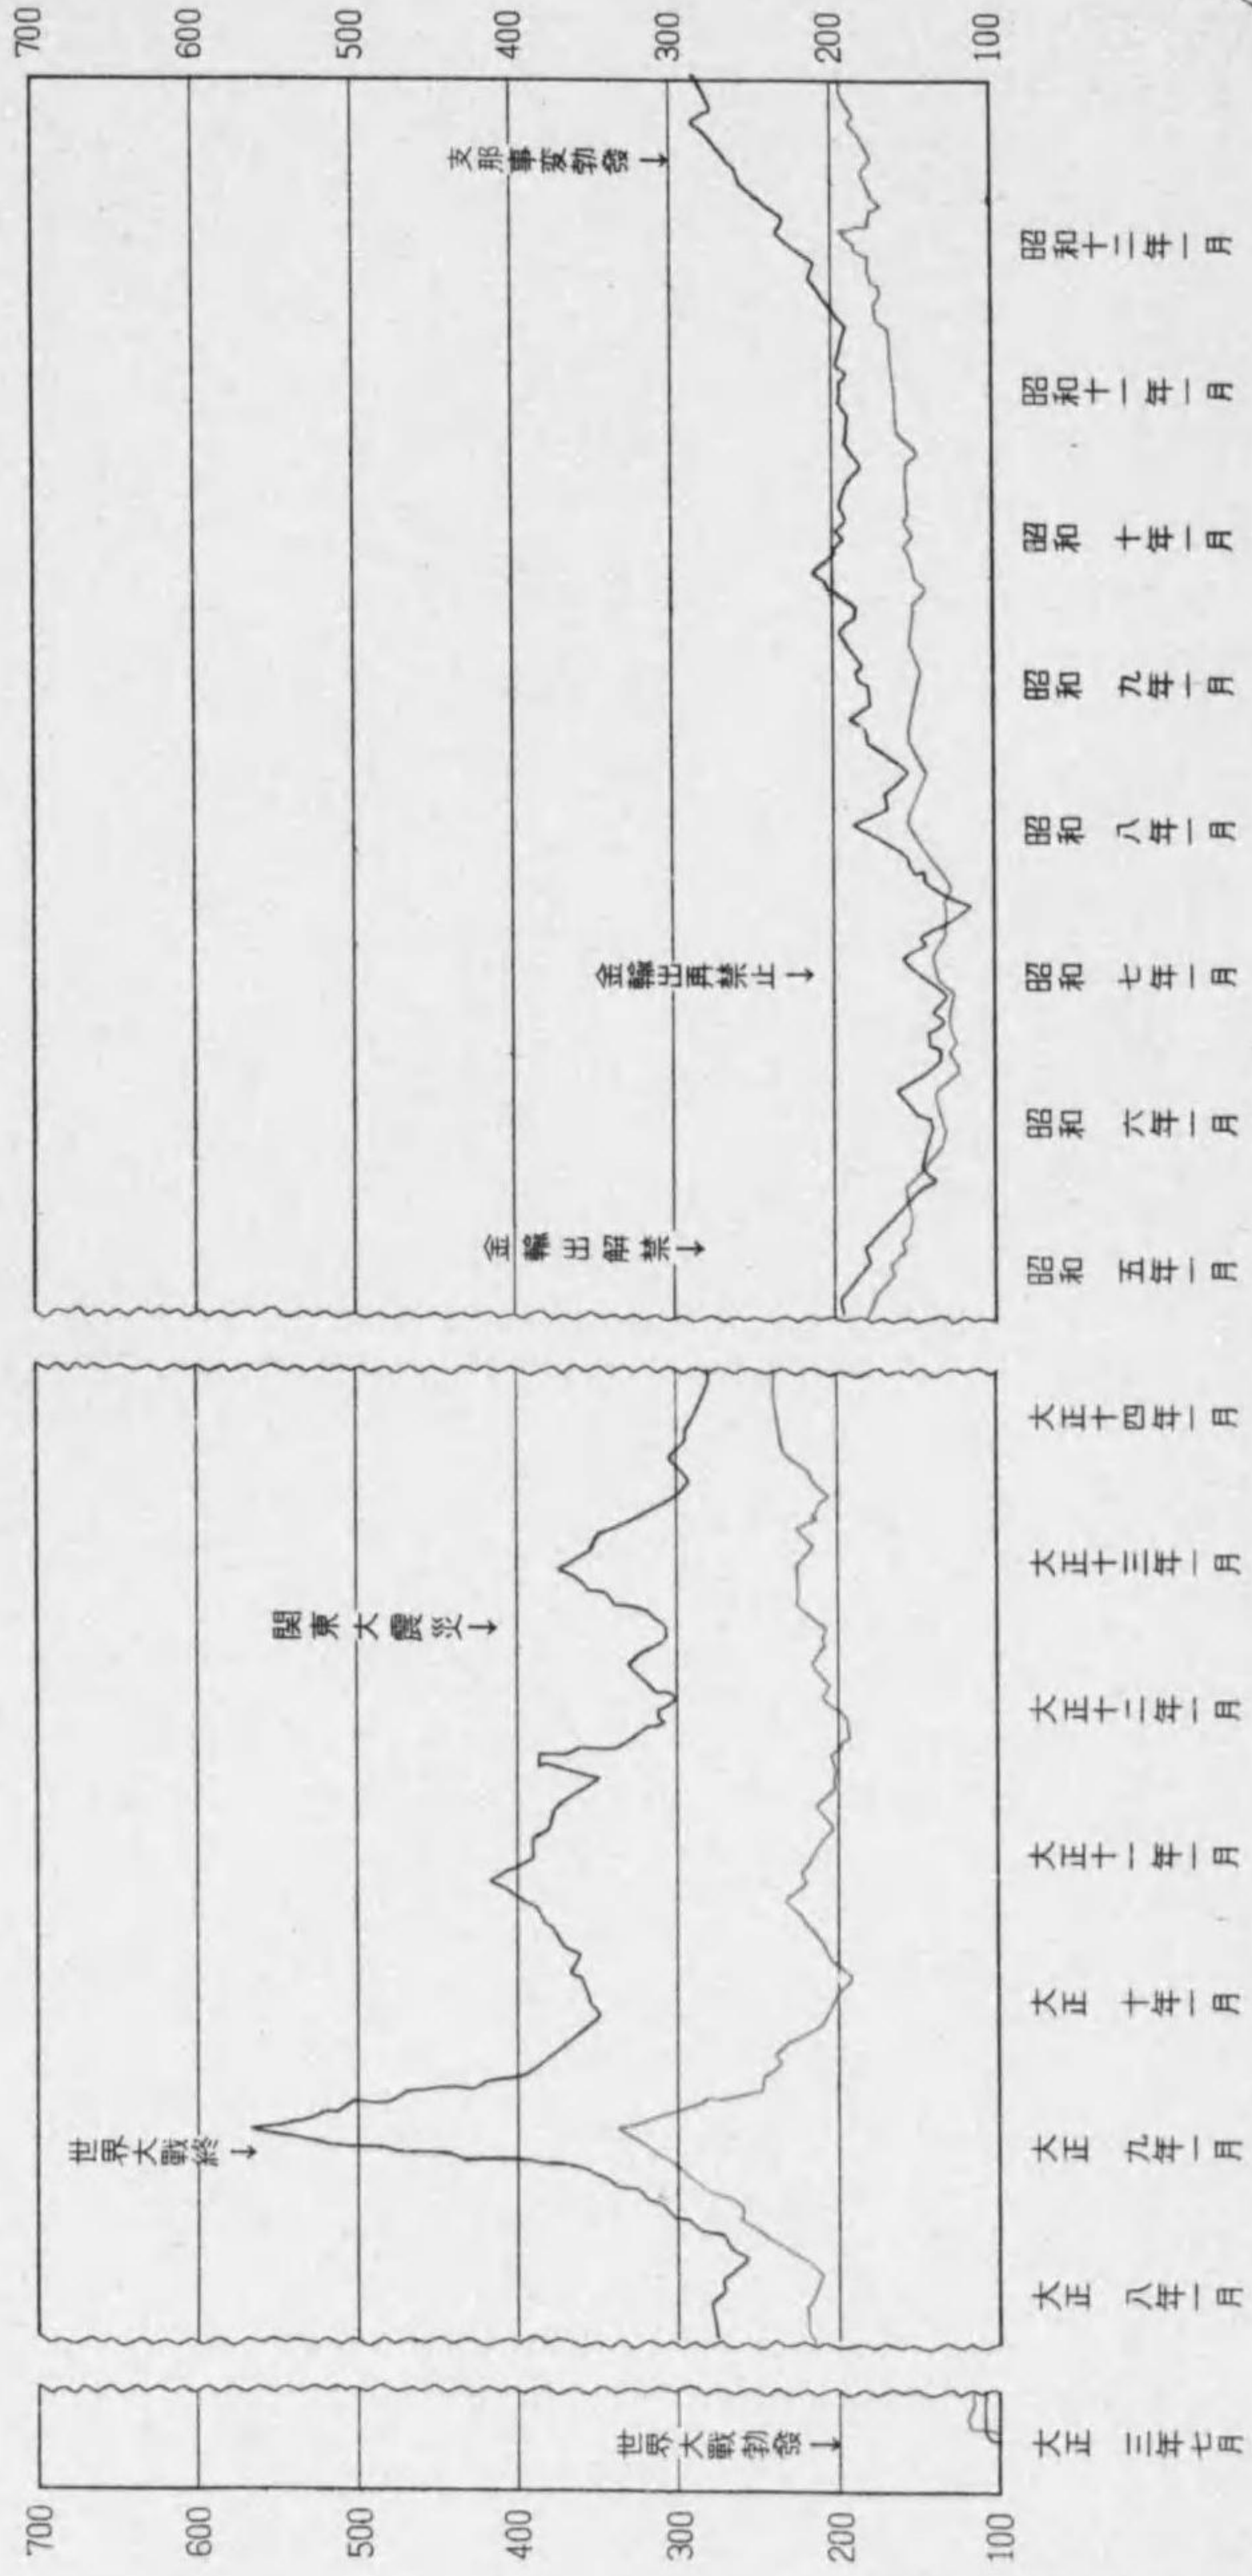 700
600
500
400
300
200
100
世界大戰勃發
世界大戰終
関東大震災
金輸出解禁
金輸出再禁止
支那事変勃發
大正 三年七月
大正 八年一月
大正 九年一月
大正 十年一月
大正十一年一月
大正十二年一月
大正十三年一月
大正十四年一月
昭和 五年一月
昭和 六年一月
昭和 七年一月
昭和 八年一月
昭和 九年一月
昭和 十年一月
昭和十一年一月
昭和十二年一月
700
600
500
400
300
200
100